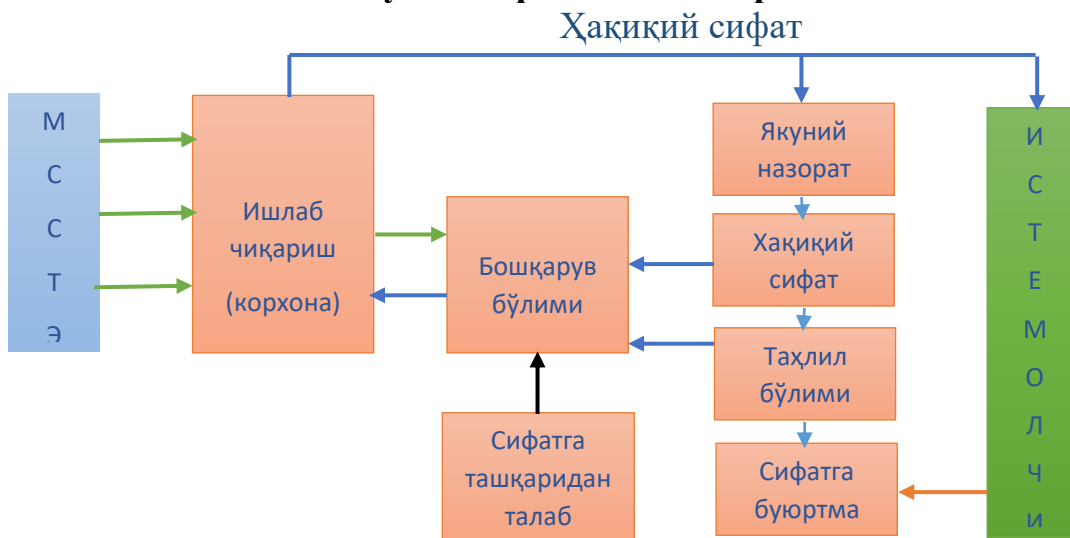 Ҳақиқий сифат
М
С
С
Т
Э
Ишлаб
чиқариш
(корхона)
Бошқарув
бўлими
Сифатга
ташқаридан
талаб
Якуний
назорат
Хақиқий
сифат
Таҳлил
бўлими
Сифатга
буюртма
И
С
Т
Е
М
О
Л
Ч
И